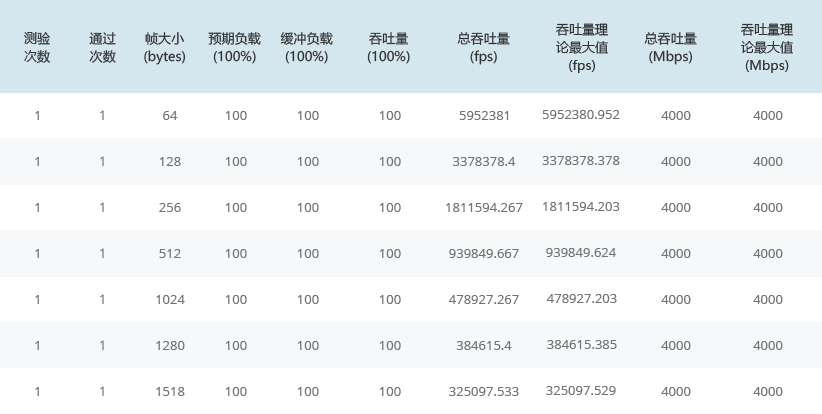 测验次数 通过次数 帧大小(bytes) 预期负载(100%) 缓冲负载(100%) 吞吐量(100%) 总吞吐量(fps) 吞吐量理论最大值(fps) 总吞吐量(Mbps) 吞吐量理论最大值(Mbps)
1 1 64 100 100 100 5952381 5952380.952 4000 4000
1 1 128 100 100 100 3378378.4 3378378.378 4000 4000
1 1 256 100 100 100 1811594.267 1811594.203 4000 4000
1 1 512 100 100 100 939849.667 939849.624 4000 4000
1 1 1024 100 100 100 478927.267 478927.203 4000 4000
1 1 1280 100 100 100 384615.4 384615.385 4000 4000
1 1 1518 100 100 100 325097.533 325097.529 4000 4000